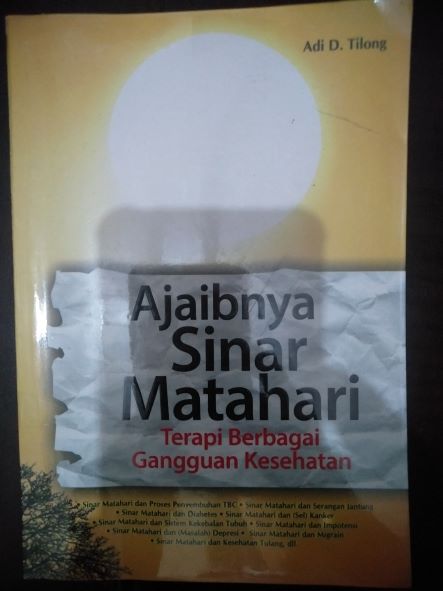 Adi D. Tilong
Ajaibnya
Sinar
Matahari
Terapi Berbagai
Gangguan Kesehatan
• Sinar Matahari dan Proses Penyembuhan TBC • Sinar Matahari dan Serangan Jantung
• Sinar Matahari dan Diabetes • Sinar Matahari dan (Sel) Kanker
• Sinar Matahari dan Sistem Kekebalan Tubuh • Sinar Matahari dan Impotensi
• Sinar Matahari dan (Masalah) Depresi • Sinar Matahari dan Migrain
• Sinar Matahari dan Kesehatan Tulang, dll.